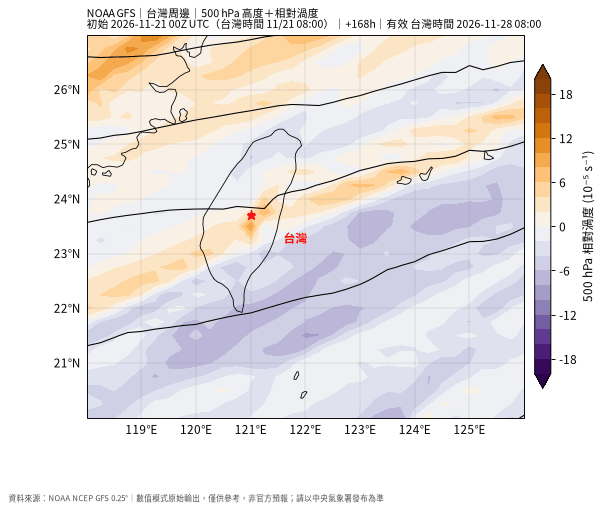 NOAA GFS｜台灣周邊｜500 hPa 高度＋相對渦度
初始 2026-11-21 00Z UTC（台灣時間 11/21 08:00）｜+168h｜有效 台灣時間 2026-11-28 08:00
26°N
25°N
24°N
23°N
22°N
21°N
119°E
120°E
121°E
122°E
123°E
124°E
125°E
台灣
18
12
6
0
-6
-12
-18
500 hPa 相對渦度 (10⁻⁵ s⁻¹)
資料來源：NOAA NCEP GFS 0.25°｜數值模式原始輸出，僅供參考，非官方預報；請以中央氣象署發布為準